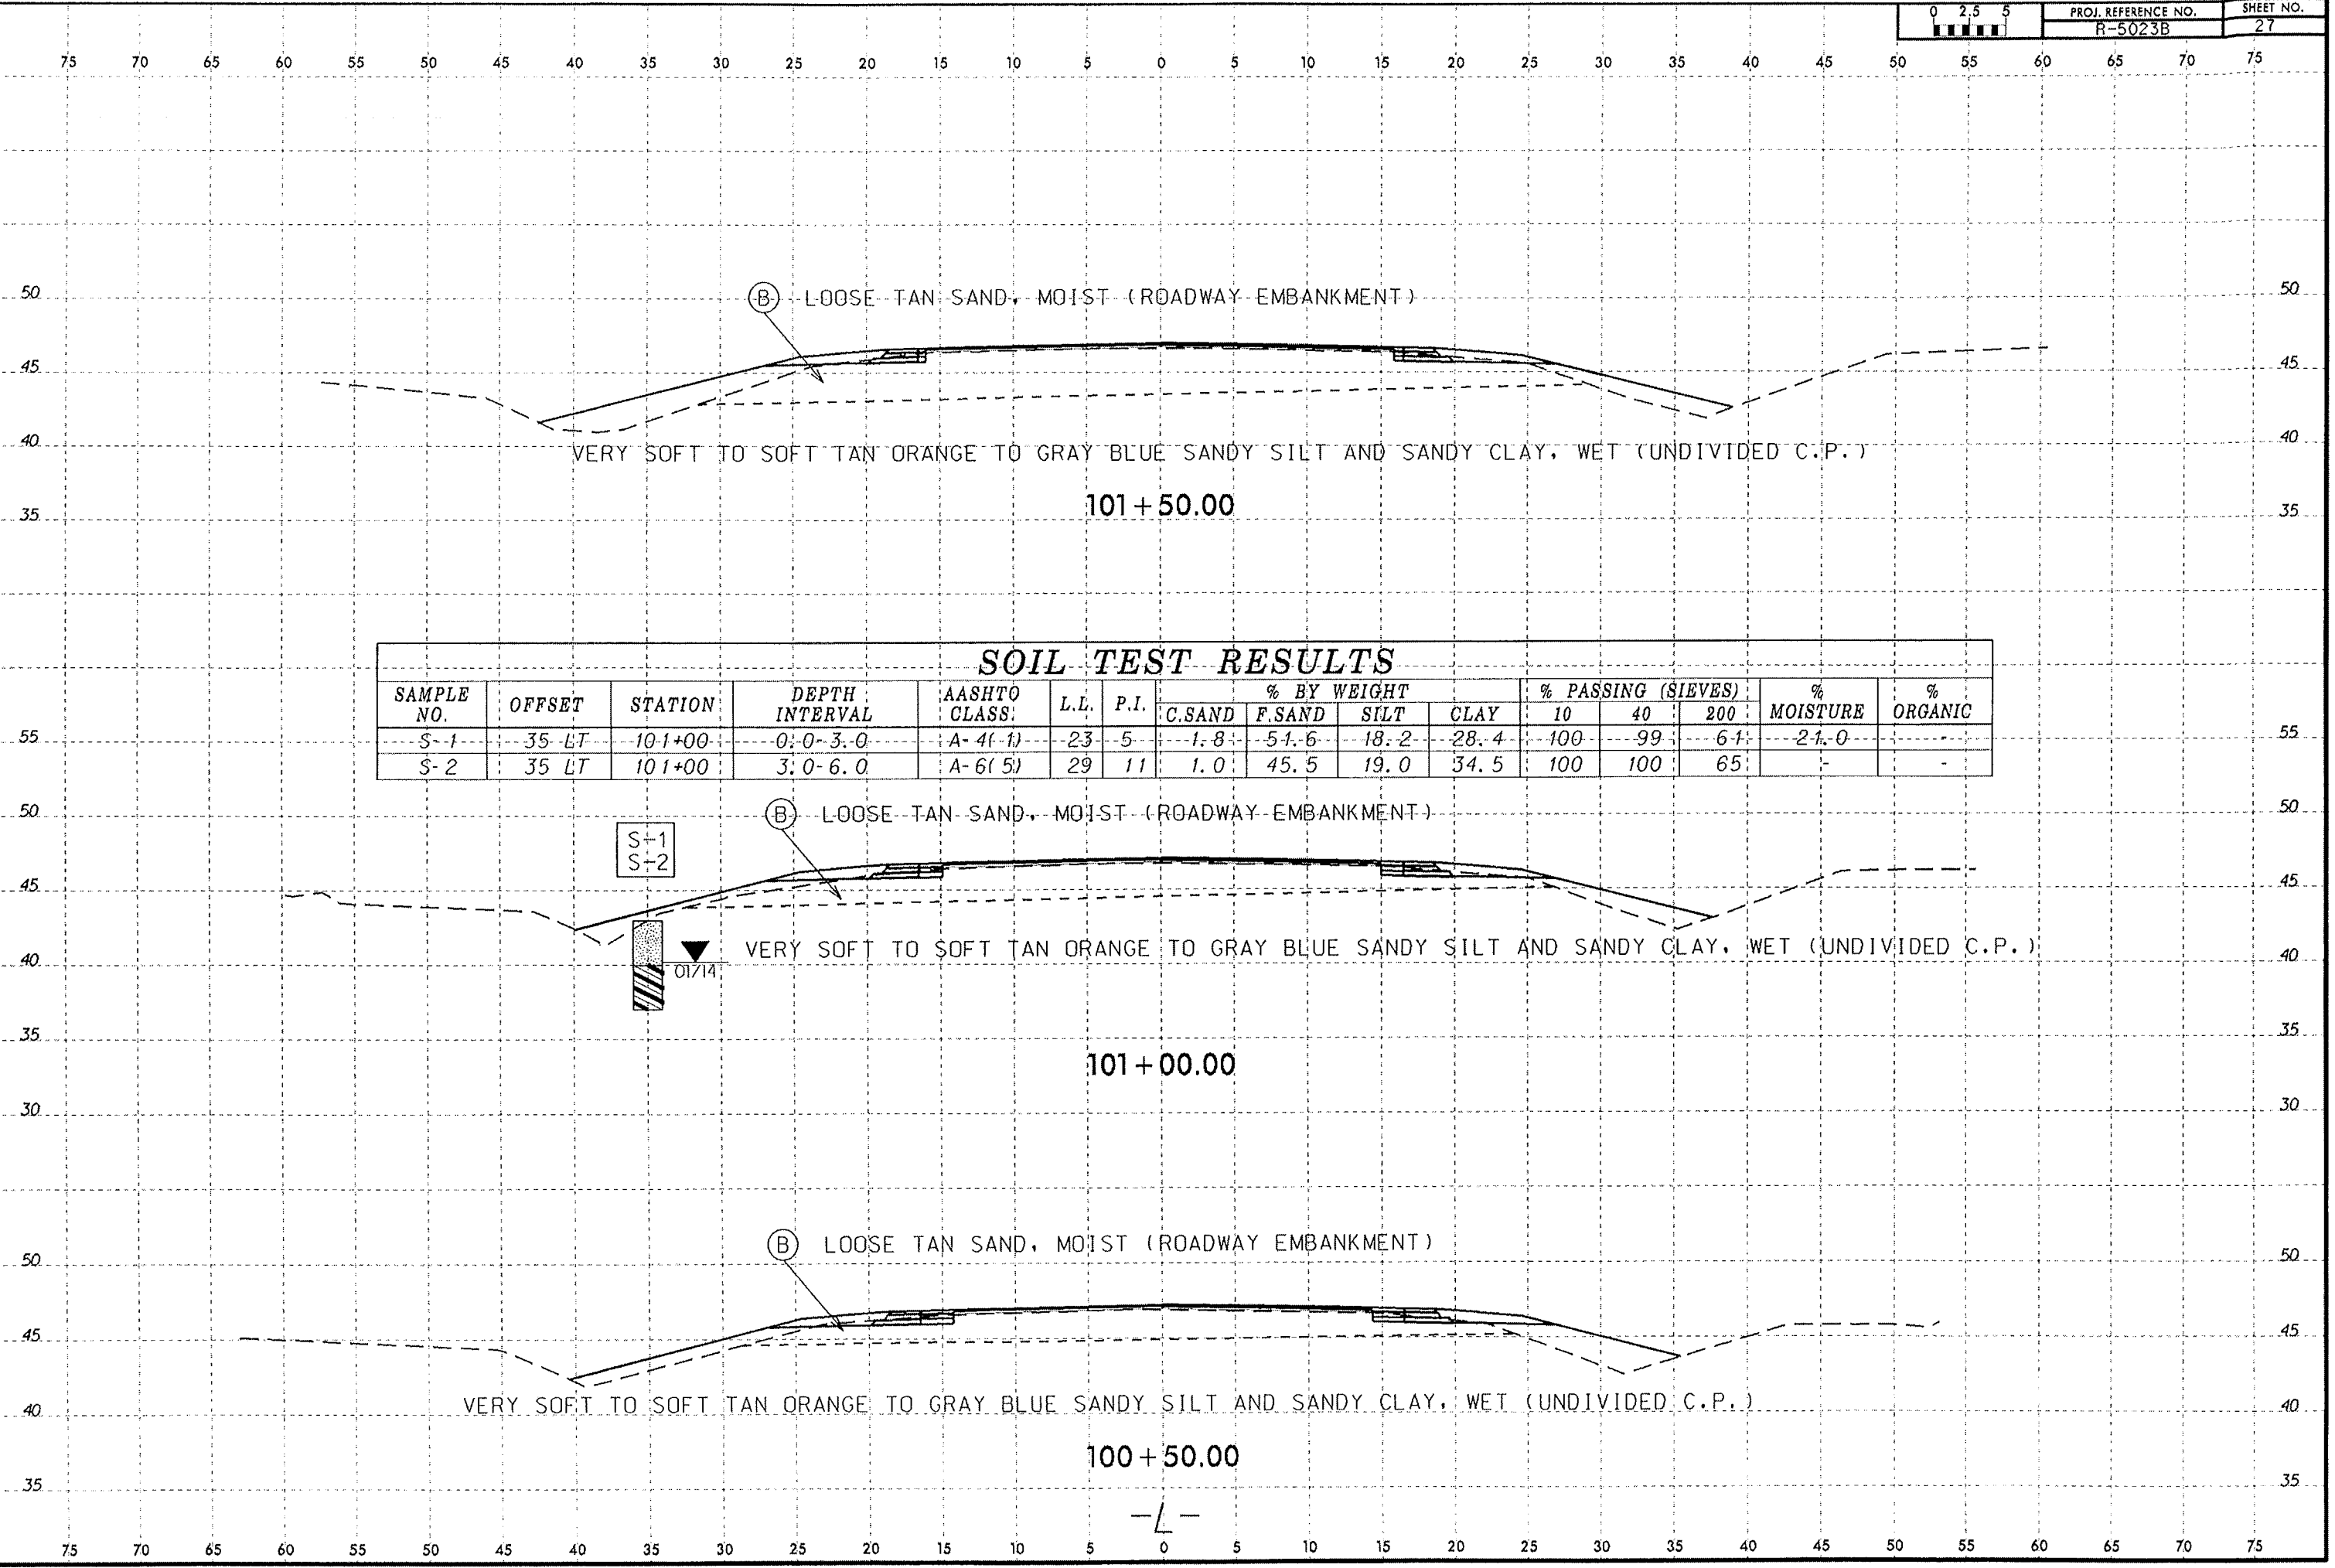 0 2.5 5
PROJ. REFERENCE NO. SHEET NO.
R-5023B 27
75 70 65 60 55 50 45 40 35 30 25 20 15 10 5 0 5 10 15 20 25 30 35 40 45 50 55 60 65 70 75
50 B LOOSE TAN SAND, MOIST (ROADWAY EMBANKMENT) 50
45 45
40 40
VERY SOFT TO SOFT TAN ORANGE TO GRAY BLUE SANDY SILT AND SANDY CLAY, WET (UNDIVIDED C.P.)
101+50.00
35 35
SOIL TEST RESULTS
SAMPLE NO. OFFSET STATION DEPTH INTERVAL AASHTO CLASS. L.L. P.I. % BY WEIGHT % PASSING (SIEVES) % MOISTURE % ORGANIC
C.SAND F.SAND SILT CLAY 10 40 200
55 S-1 35 LT 101+00 0.0-3.0 A-4(1) 23 5 1.8 51.6 18.2 28.4 100 99 61 21.0 - 55
S-2 35 LT 101+00 3.0-6.0 A-6(5) 29 11 1.0 45.5 19.0 34.5 100 100 65 - -
50 B LOOSE TAN SAND, MOIST (ROADWAY EMBANKMENT) 50
S-1
S-2
45 45
VERY SOFT TO SOFT TAN ORANGE TO GRAY BLUE SANDY SILT AND SANDY CLAY, WET (UNDIVIDED C.P.)
40 40
01/14
35 35
101+00.00
30 30
B LOOSE TAN SAND, MOIST (ROADWAY EMBANKMENT)
50 50
45 45
VERY SOFT TO SOFT TAN ORANGE TO GRAY BLUE SANDY SILT AND SANDY CLAY, WET (UNDIVIDED C.P.)
40 40
100+50.00
35 35
-L-
75 70 65 60 55 50 45 40 35 30 25 20 15 10 5 0 5 10 15 20 25 30 35 40 45 50 55 60 65 70 75